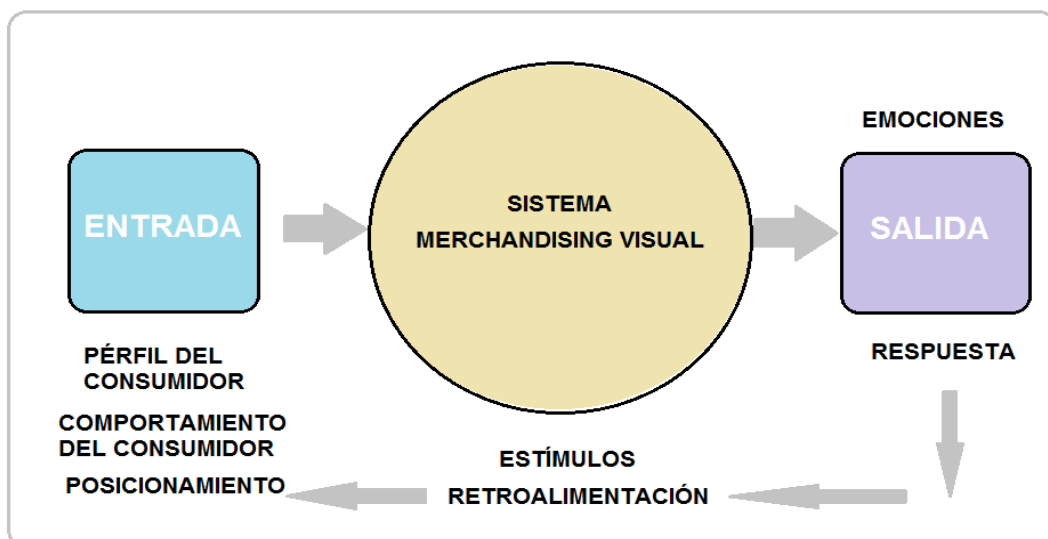 ENTRADA
PÉRFIL DEL
CONSUMIDOR
COMPORTAMIENTO
DEL CONSUMIDOR
POSICIONAMIENTO
SISTEMA
MERCHANDISING VISUAL
ESTÍMULOS
RETROALIMENTACIÓN
EMOCIONES
SALIDA
RESPUESTA